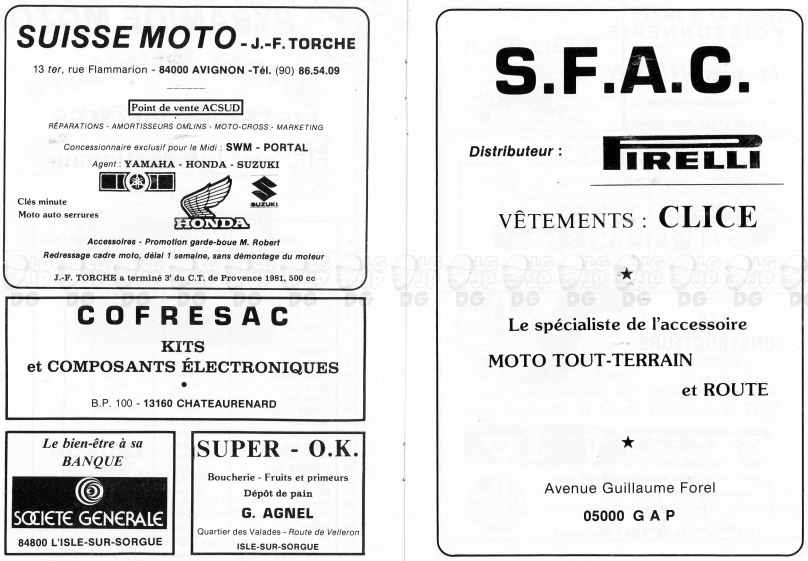 SUISSE MOTO - J.-F. TORCHE
13 ter, rue Flammarion - 84000 AVIGNON - Tél. (90) 86.54.09
Point de vente ACSUD
RÉPARATIONS - AMORTISSEURS OMLINS - MOTO-CROSS - MARKETING
Concessionnaire exclusif pour le Midi : SWM - PORTAL
Agent : YAMAHA - HONDA - SUZUKI
SUZUKI
Clés minute
Moto auto serrures
HONDA
Accessoires - Promotion garde-boue M. Robert
Redressage cadre moto, délai 1 semaine, sans démontage du moteur
J.-F. TORCHE a terminé 3e du C.T. de Provence 1981, 500 cc
COFRESAC
KITS
et COMPOSANTS ÉLECTRONIQUES
•
B.P. 100 - 13160 CHATEAURENARD
Le bien-être à sa
BANQUE
SOCIETE GENERALE
84800 L'ISLE-SUR-SORGUE
SUPER - O.K.
Boucherie - Fruits et primeurs
Dépôt de pain
G. AGNEL
Quartier des Valades - Route de Velleron
ISLE-SUR-SORGUE
S.F.A.C.
Distributeur : PIRELLI
VÊTEMENTS : CLICE
★
Le spécialiste de l'accessoire
MOTO TOUT-TERRAIN
et ROUTE
★
Avenue Guillaume Forel
05000 GAP